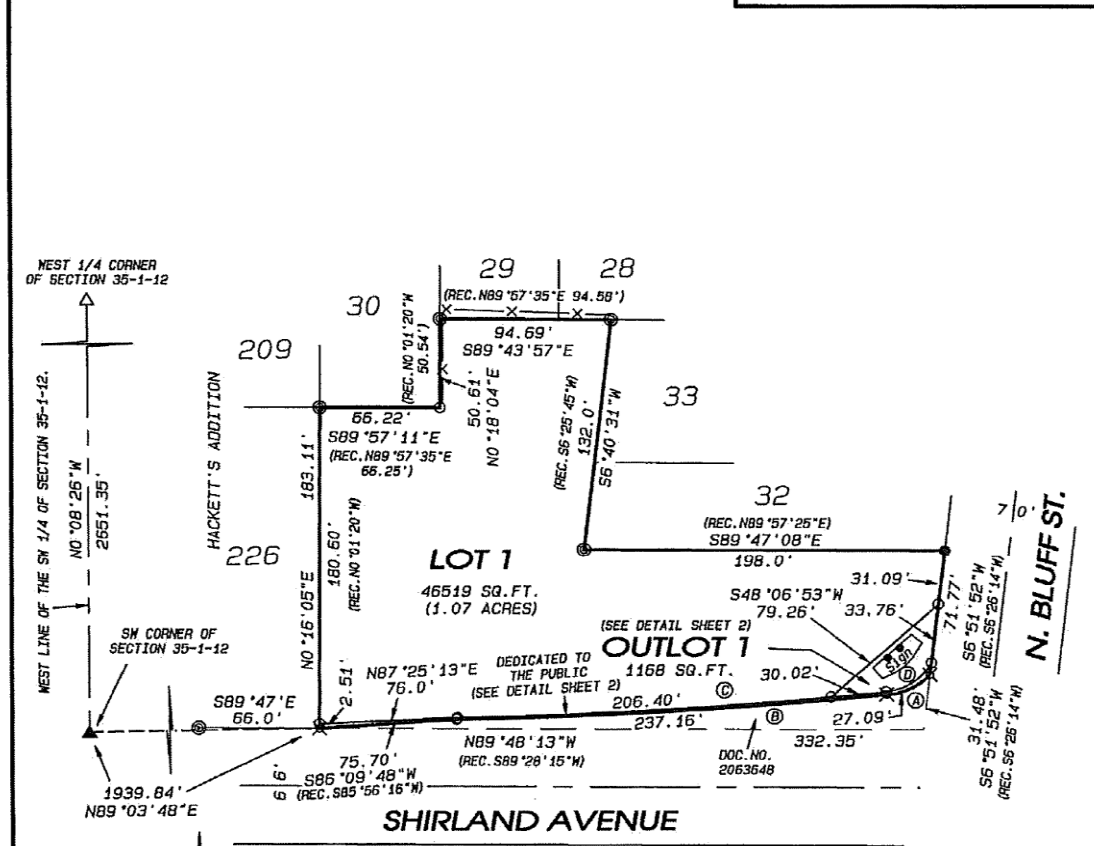 WEST 1/4 CORNER
OF SECTION 35-1-12
WEST LINE OF THE SW 1/4 OF SECTION 35-1-12.
N0°08'26"W
2651.35'
SW CORNER OF
SECTION 35-1-12
1939.84'
N89°03'48"E
S89°47'E
66.0'
HACKETT'S ADDITION
209
226
30
29
28
33
32
(REC.N89°57'35"E 94.58')
94.69'
S89°43'57"E
(REC.N0°01'20"W
50.54')
50.61'
N0°18'04"E
66.22'
S89°57'11"E
(REC.N89°57'35"E
66.25')
183.11'
180.60'
N0°16'05"E
(REC.N0°01'20"W)
2.51'
(REC.S6°25'45"W)
132.0'
S6°40'31"W
(REC.N89°57'25"E)
S89°47'08"E
198.0'
LOT 1
46519 SQ.FT.
(1.07 ACRES)
(SEE DETAIL SHEET 2)
OUTLOT 1
1168 SQ.FT.
S48°06'53"W
79.26'
31.09'
33.76'
71.77'
S6°51'52"W
(REC.S6°26'14"W)
7 0'
N. BLUFF ST.
Sign
30.02'
D
A
C
B
27.09'
31.48'
S6°51'52"W
(REC.S6°26'14"W)
N87°25'13"E
76.0'
DEDICATED TO
THE PUBLIC
(SEE DETAIL SHEET 2)
206.40'
237.16'
332.35'
N89°48'13"W
(REC.S89°28'15"W)
DOC.NO.
2063648
75.70'
S86°09'48"W
(REC.S85°56'16"W)
6 6'
SHIRLAND AVENUE